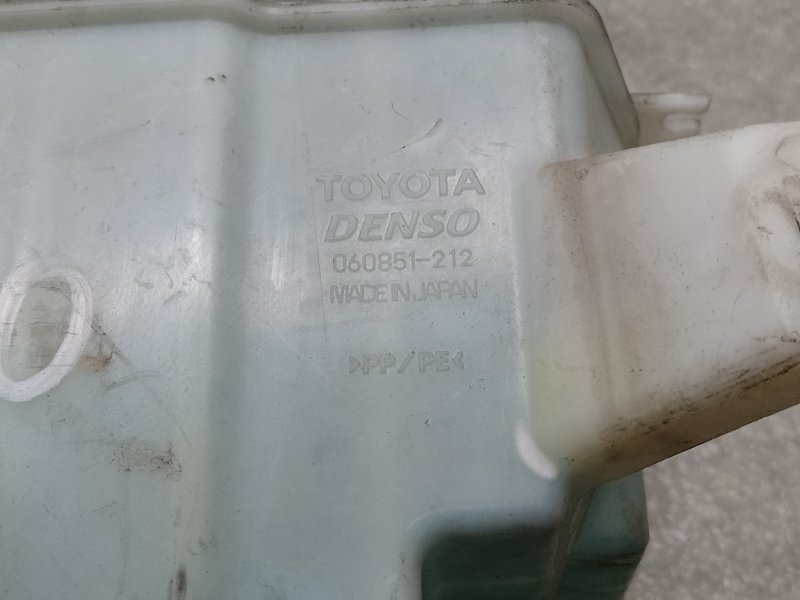 TOYOTA
DENSO
060851-212
MADE IN JAPAN
>PP/PE<